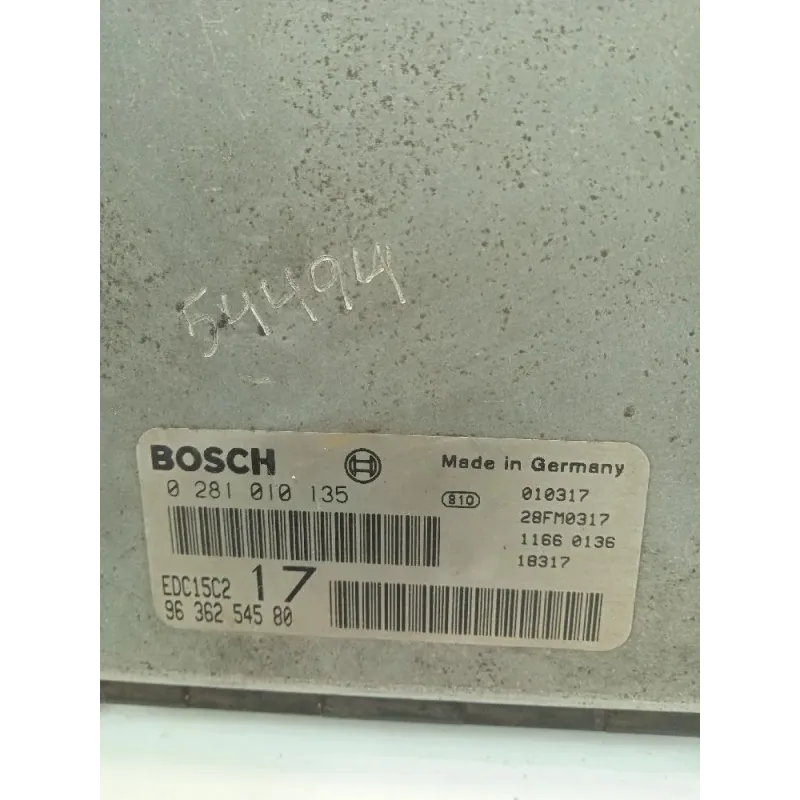 54494
BOSCH
Made in Germany
0 281 010 135
810
010317
28FM0317
1166 0136
18317
EDC15C2 17
96 362 545 80